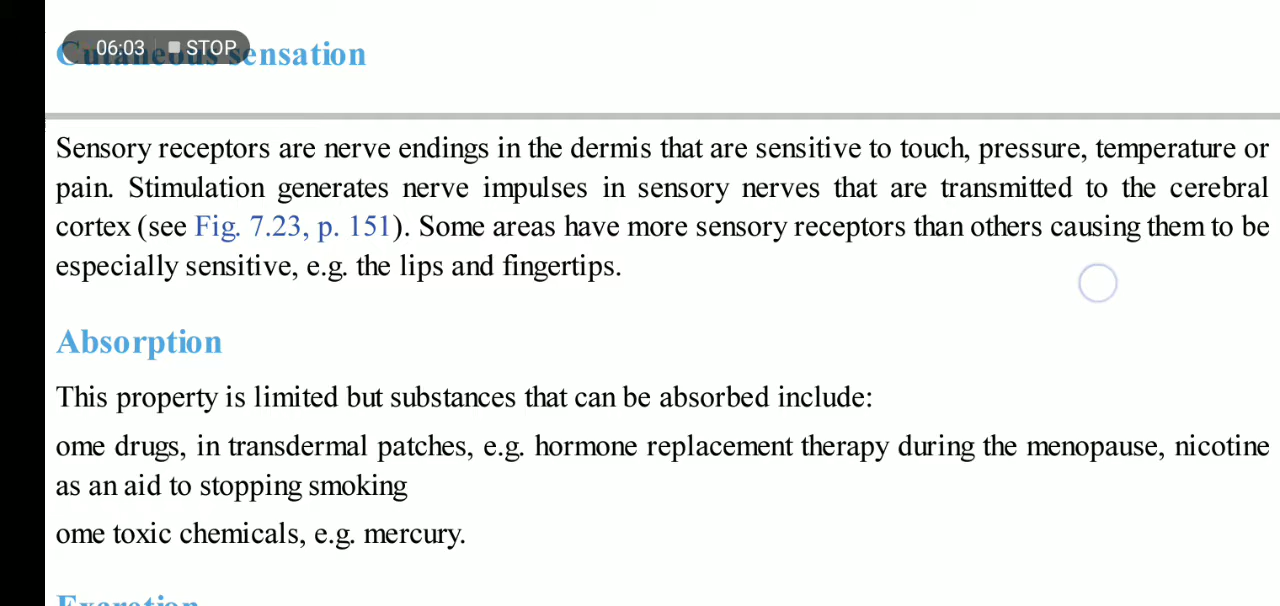 06:03 STOP
Cutaneous sensation
Sensory receptors are nerve endings in the dermis that are sensitive to touch, pressure, temperature or
pain. Stimulation generates nerve impulses in sensory nerves that are transmitted to the cerebral
cortex (see Fig. 7.23, p. 151). Some areas have more sensory receptors than others causing them to be
especially sensitive, e.g. the lips and fingertips.
Absorption
This property is limited but substances that can be absorbed include:
ome drugs, in transdermal patches, e.g. hormone replacement therapy during the menopause, nicotine
as an aid to stopping smoking
ome toxic chemicals, e.g. mercury.
Excretion